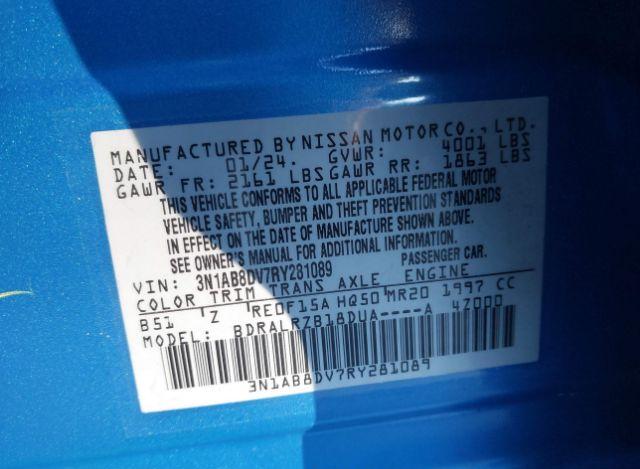 MANUFACTURED BY NISSAN MOTOR CO., LTD.
DATE: 01/24. GVWR: 4001 LBS
GAWR FR: 2161 LBS GAWR RR: 1863 LBS
THIS VEHICLE CONFORMS TO ALL APPLICABLE FEDERAL MOTOR
VEHICLE SAFETY, BUMPER AND THEFT PREVENTION STANDARDS
IN EFFECT ON THE DATE OF MANUFACTURE SHOWN ABOVE.
SEE OWNER'S MANUAL FOR ADDITIONAL INFORMATION.
VIN: 3N1AB8DV7RY281089 PASSENGER CAR.
COLOR TRIM TRANS AXLE ENGINE
B51 'Z REOF15A HQ50 MR20 1997 CC
MODEL: BDRALRZB18DUA----A 47000
3N1AB8DV7RY281089